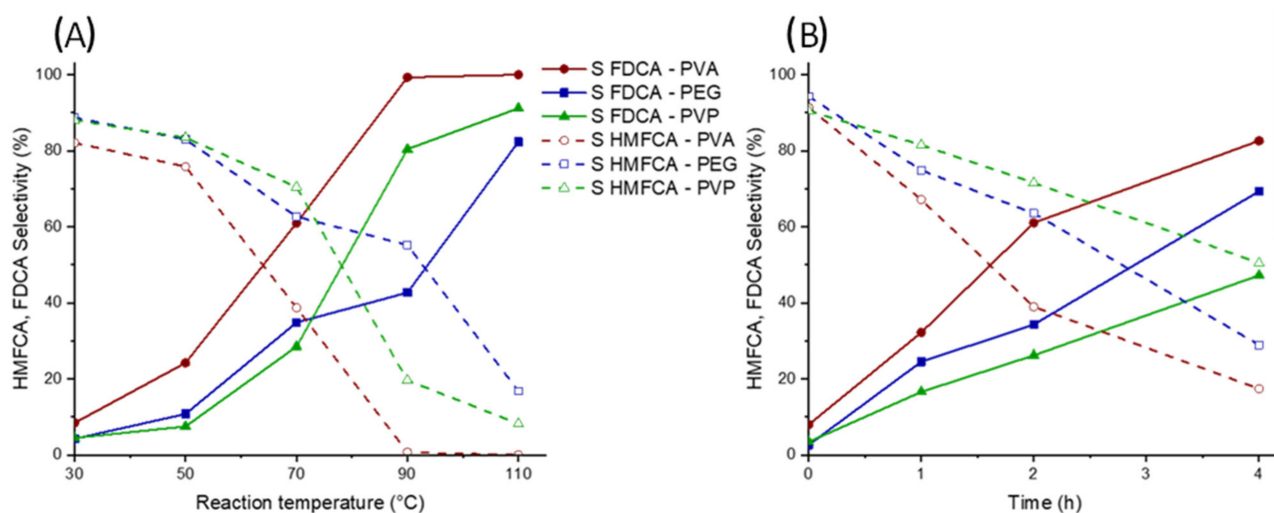 (A)
HMFCA, FDCA Selectivity (%)
100
80
60
40
20
0
30
50
70
90
110
Reaction temperature (°C)
S FDCA - PVA
S FDCA - PEG
S FDCA - PVP
S HMFCA - PVA
S HMFCA - PEG
S HMFCA - PVP
(B)
HMFCA, FDCA Selectivity (%)
100
80
60
40
20
0
0
1
2
3
4
Time (h)